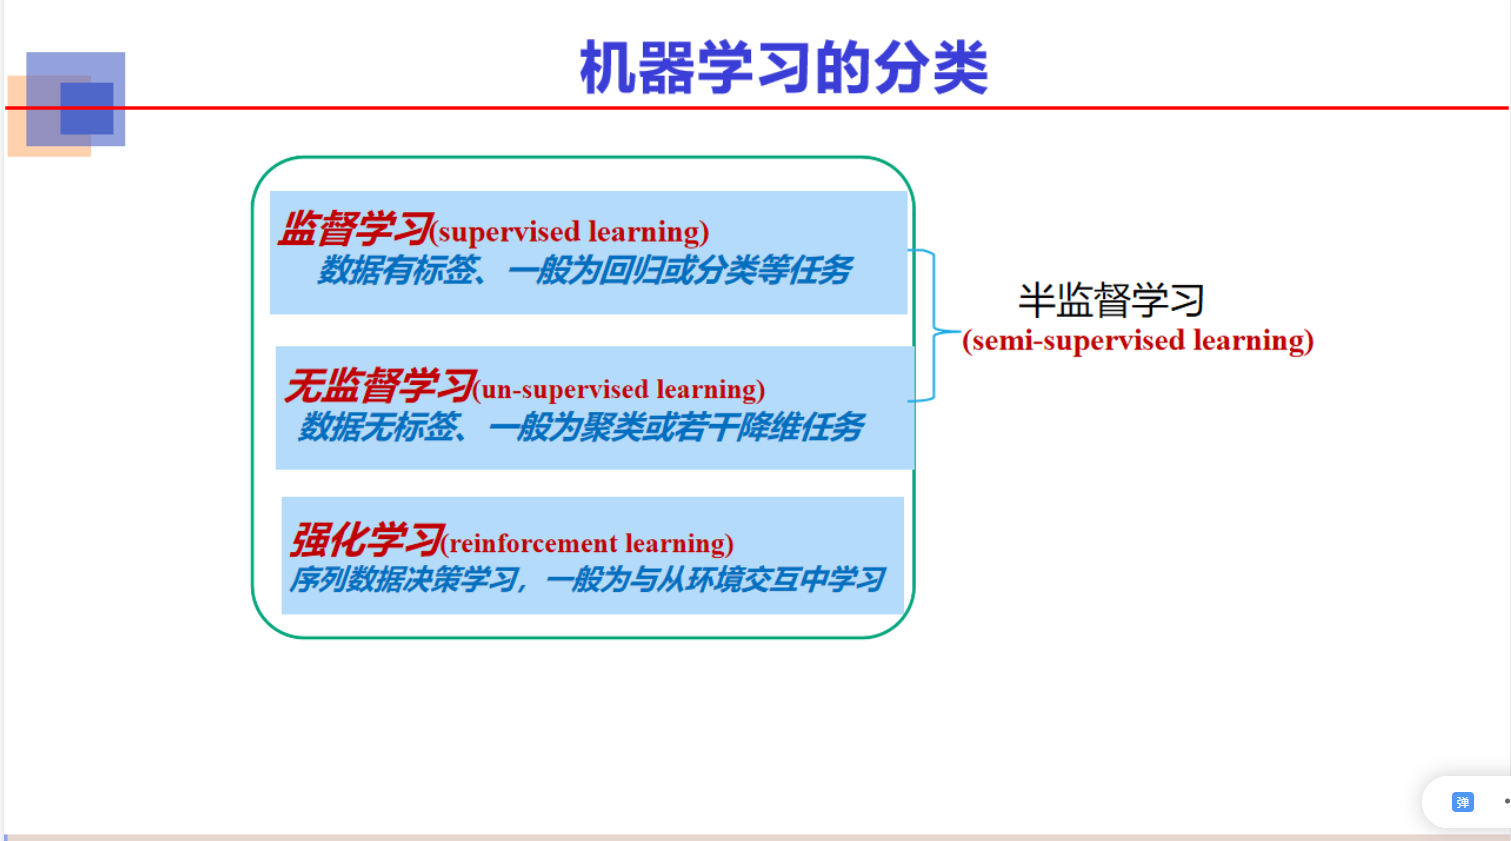 机器学习的分类
监督学习(supervised learning)
数据有标签、一般为回归或分类等任务
半监督学习
(semi-supervised learning)
无监督学习(un-supervised learning)
数据无标签、一般为聚类或若干降维任务
强化学习(reinforcement learning)
序列数据决策学习，一般为与从环境交互中学习
弹